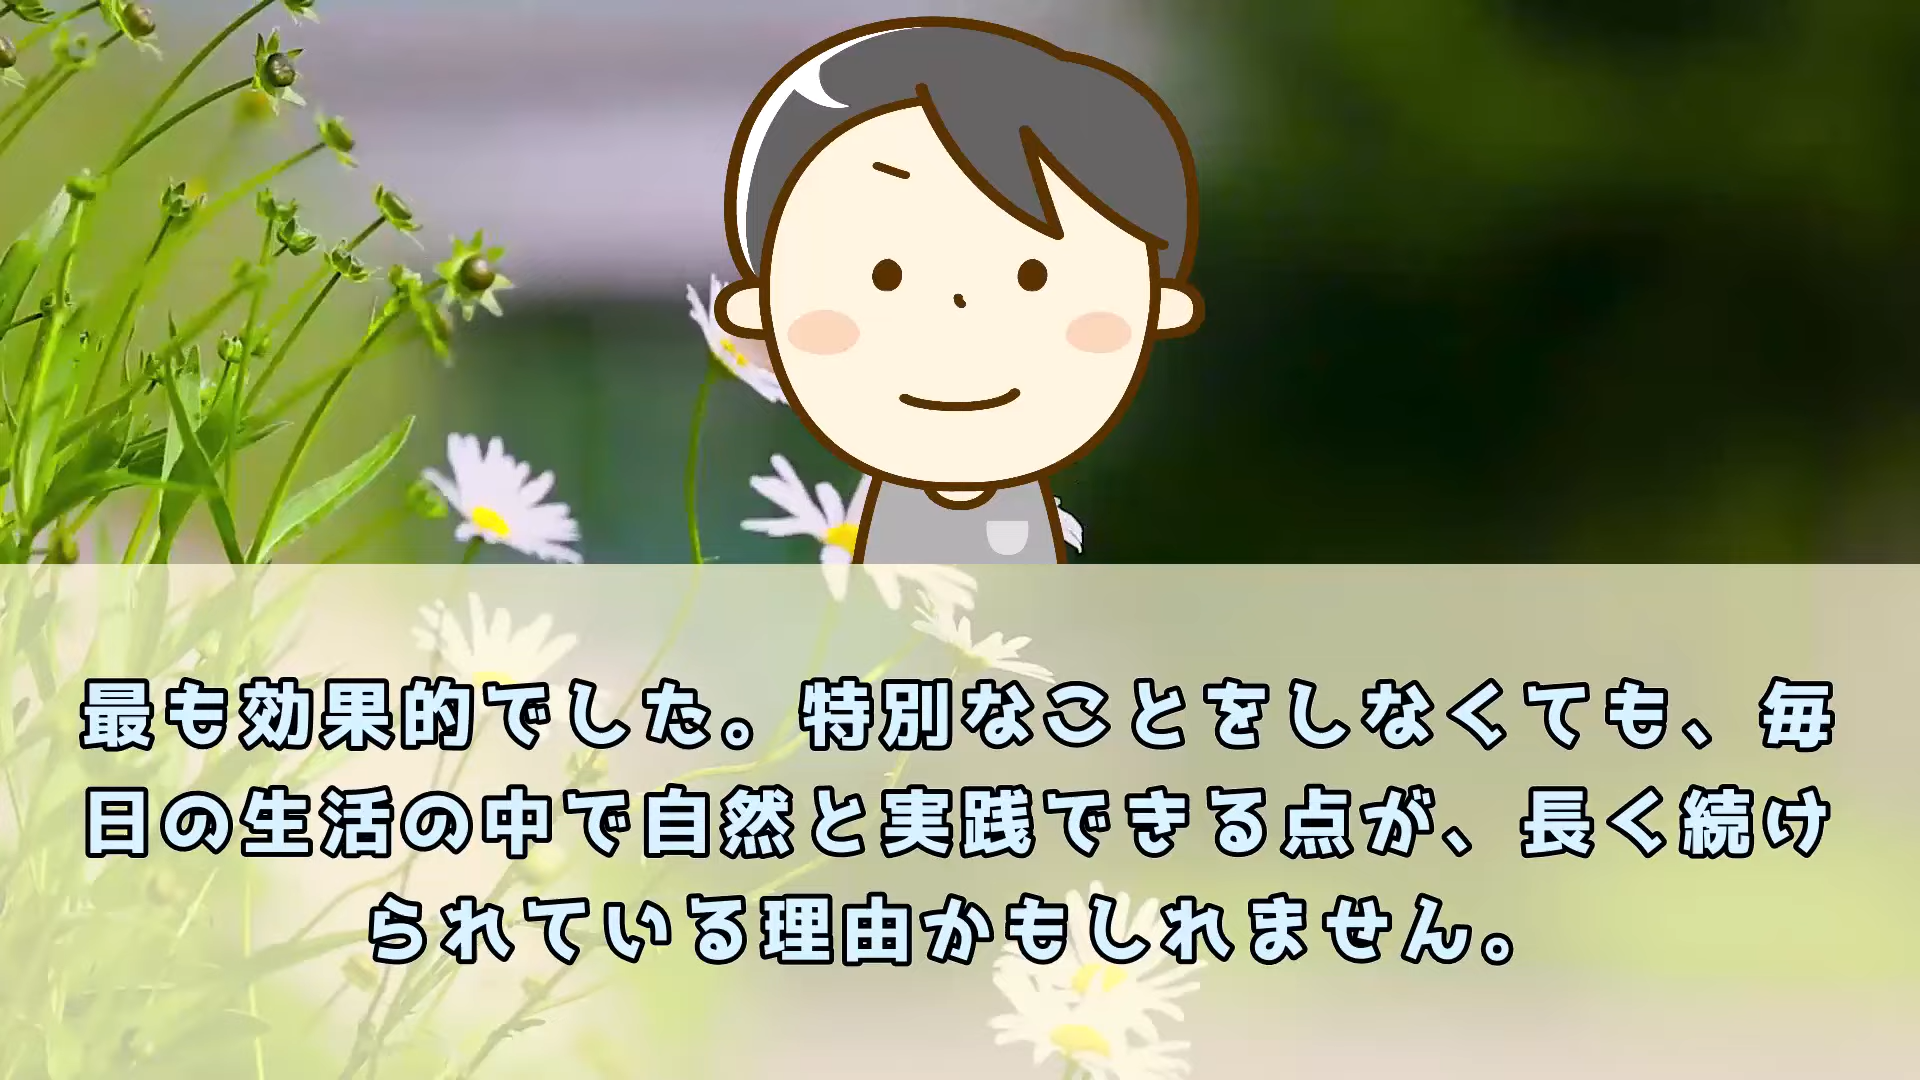 最も効果的でした。特別なことをしなくても、毎
日の生活の中で自然と実践できる点が、長く続け
られている理由かもしれません。